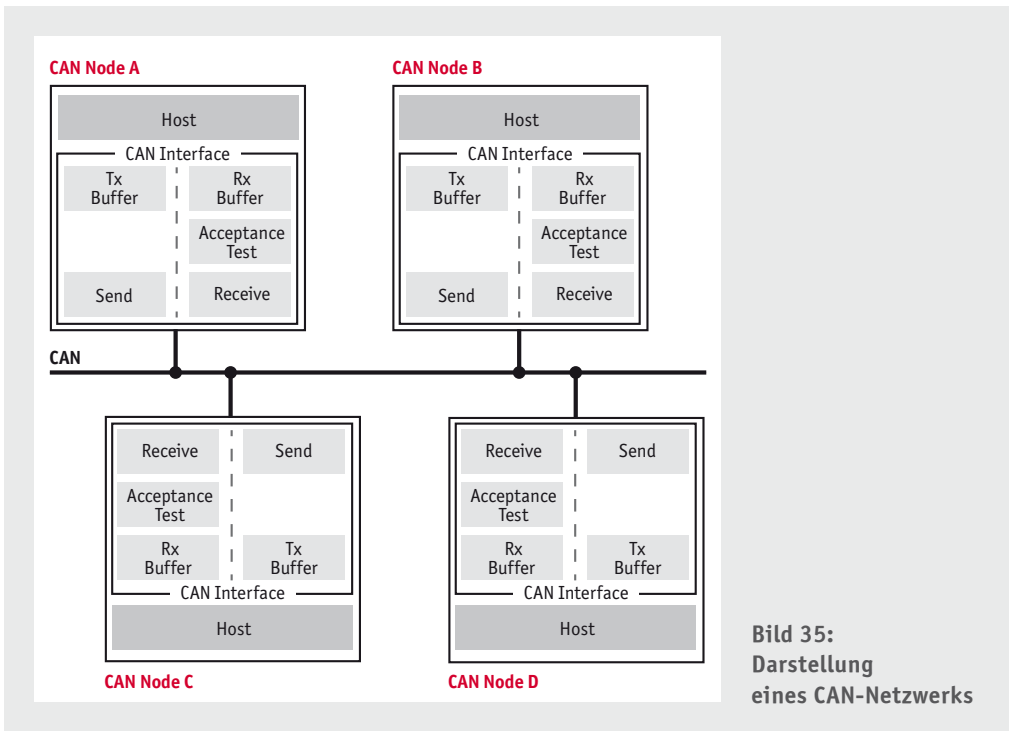 CAN Node A
Host
CAN Interface
Tx
Buffer
Rx
Buffer
Acceptance
Test
Send
Receive
CAN Node B
Host
CAN Interface
Tx
Buffer
Rx
Buffer
Acceptance
Test
Send
Receive
CAN
Receive
Send
Acceptance
Test
Rx
Buffer
Tx
Buffer
CAN Interface
Host
CAN Node C
Receive
Send
Acceptance
Test
Rx
Buffer
Tx
Buffer
CAN Interface
Host
CAN Node D
Bild 35:
Darstellung
eines CAN-Netzwerks